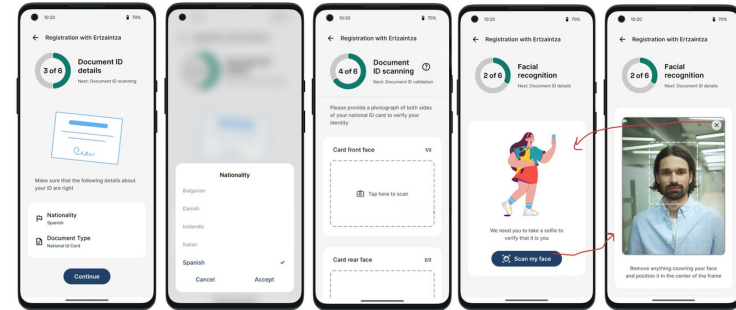 10:20
70%
← Registration with Ertzaintza
3 of 6
Document ID
details
Next: Document ID scanning
Make sure that the following details about
your ID are right
Nationality
Spanish
Document Type
National Id Card
Continue
Nationality
Bulgarian
Danish
Icelandic
Italian
Spanish
Cancel
Accept
10:20
70%
← Registration with Ertzaintza
4 of 6
Document
ID scanning
Next: Document ID validation
Please provide a photograph of both sides
of your national ID card to verify your
identity
Card front face
1/2
Tap here to scan
Card rear face
2/2
10:20
70%
← Registration with Ertzaintza
2 of 6
Facial
recognition
Next: Document ID details
We need you to take a selfie to
verify that it is you
Scan my face
10:20
70%
← Registration with Ertzaintza
2 of 6
Facial
recognition
Next: Document ID details
Remove anything covering your face
and position it in the center of the frame